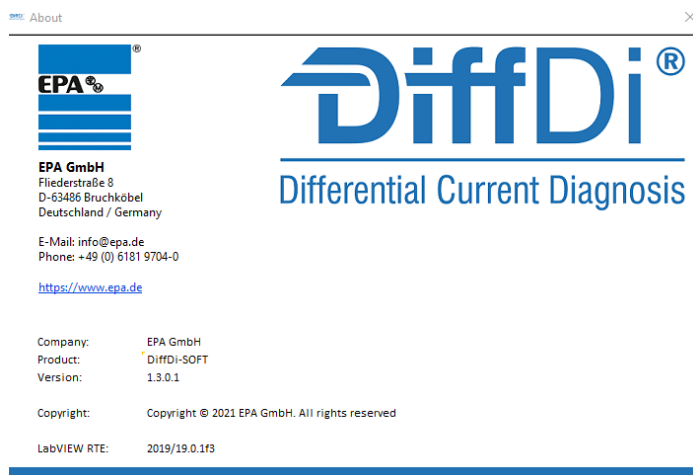 About
EPA®
DiffDi®
Differential Current Diagnosis
EPA GmbH
Fliederstraße 8
D-63486 Bruchköbel
Deutschland / Germany
E-Mail: info@epa.de
Phone: +49 (0) 6181 9704-0
https://www.epa.de
Company: EPA GmbH
Product: DiffDi-SOFT
Version: 1.3.0.1
Copyright: Copyright © 2021 EPA GmbH. All rights reserved
LabVIEW RTE: 2019/19.0.1f3